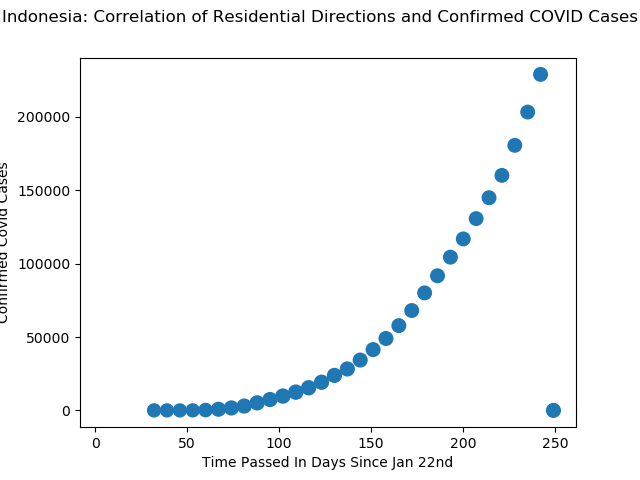 Indonesia: Correlation of Residential Directions and Confirmed COVID Cases
200000
150000
100000
50000
0
Confirmed Covid Cases
0 50 100 150 200 250
Time Passed In Days Since Jan 22nd